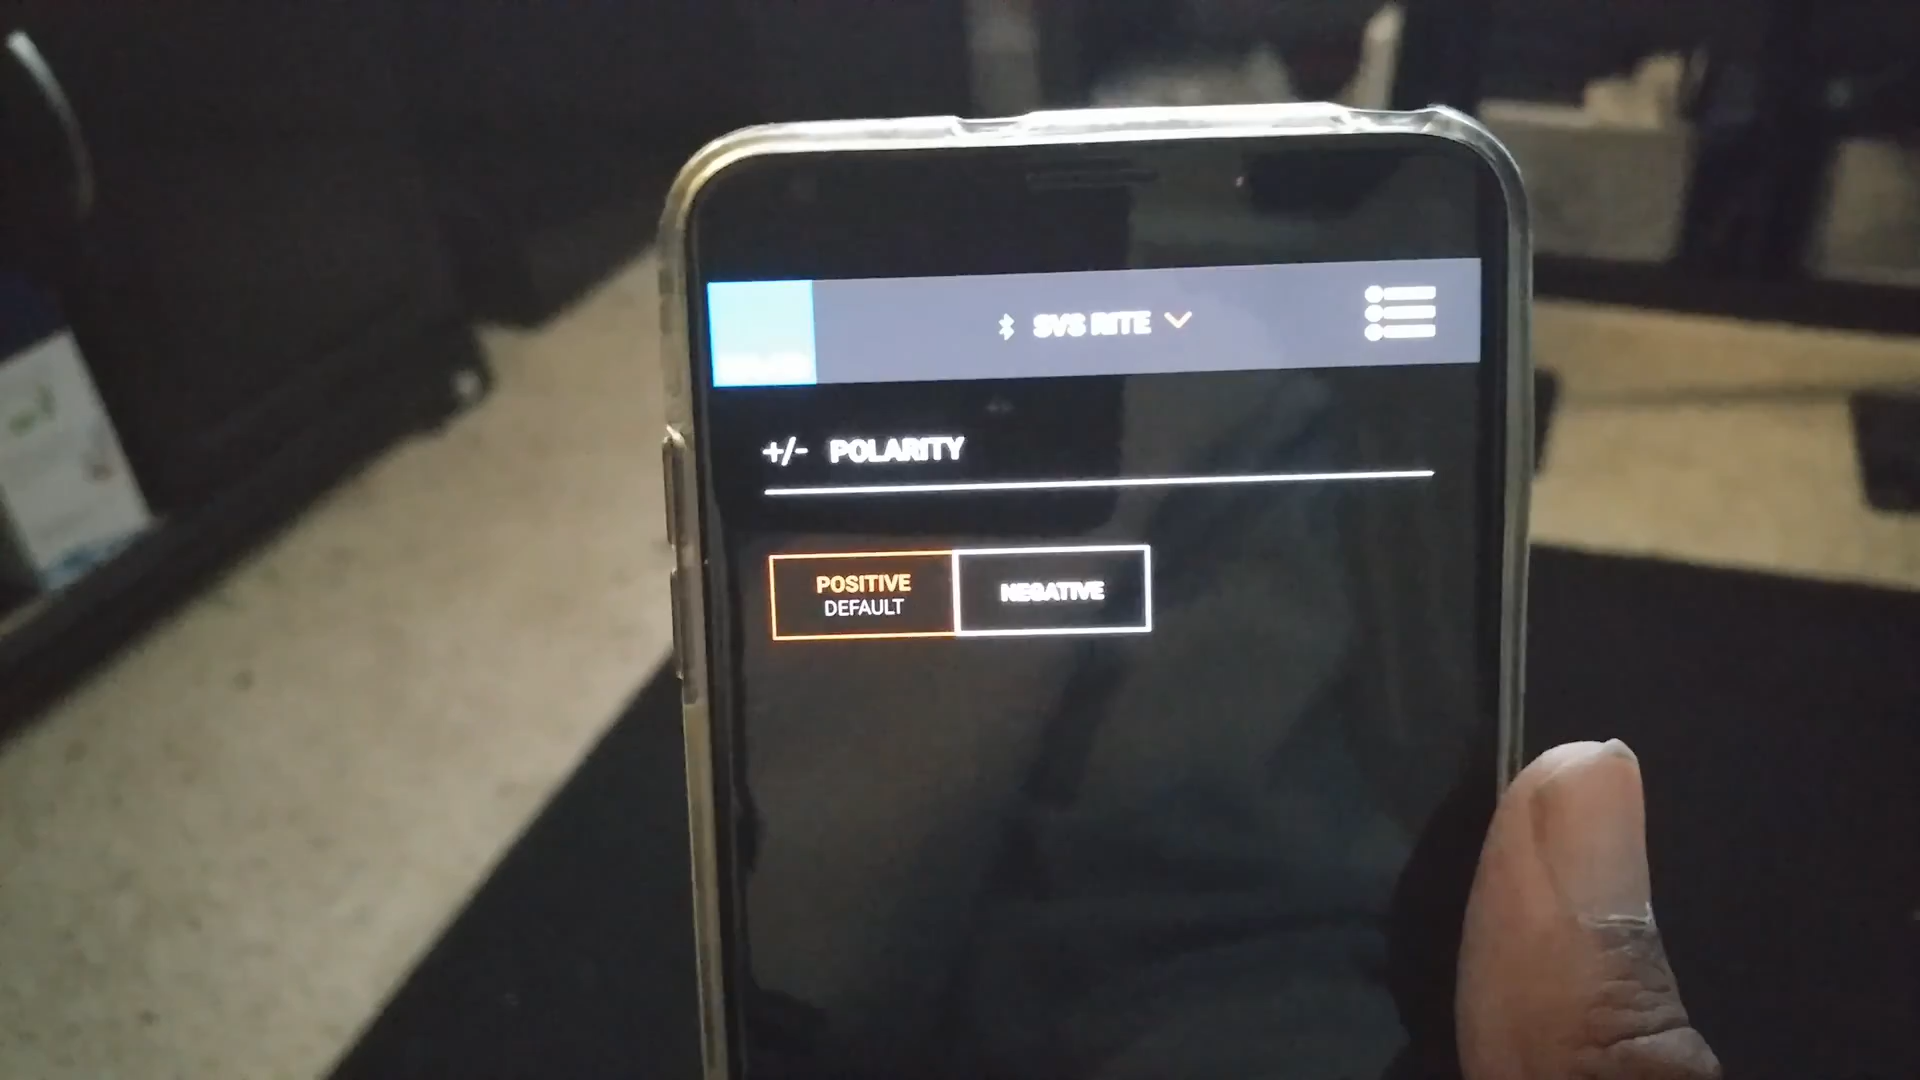 SVS RITE
+/- POLARITY
POSITIVE
DEFAULT
NEGATIVE